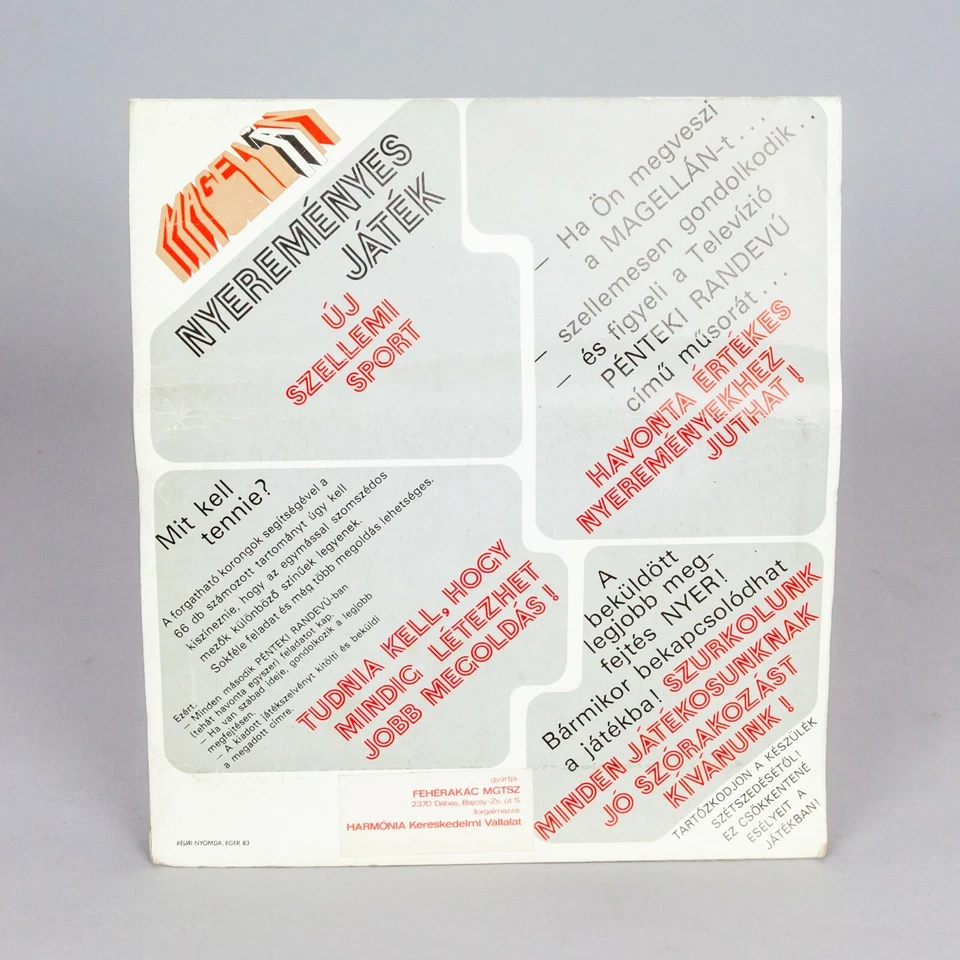 MAGELLÁN
NYEREMÉNYES
JÁTÉK
ÚJ
SZELLEMI
SPORT
— Ha Ön megveszi
a MAGELLÁN-t...
— szellemesen gondolkodik...
— és figyeli a Televízió
PÉNTEKI RANDEVÚ
című műsorát...
HAVONTA ÉRTÉKES
NYEREMÉNYEKHEZ
JUTHAT!
Mit kell
tennie?
A forgatható korongok segítségével a
66 db számozott tartományt úgy kell
kiszíneznie, hogy az egymással szomszédos
mezők különböző színűek legyenek.
Sokféle feladat és még több megoldás lehetséges.
Ezért:
— Minden második PÉNTEKI RANDEVÚ-ban
(tehát havonta egyszer) feladatot kap.
— Ha van szabad ideje, gondolkozik a legjobb
megfejtésen.
— A kiadott játékszelvényt kitölti és beküldi
a megadott címre.
TUDNIA KELL, HOGY
MINDIG LÉTEZHET
JOBB MEGOLDÁS!
A
beküldött
legjobb meg-
fejtés NYER!
Bármikor bekapcsolódhat
a játékba! SZURKOLUNK
MINDEN JÁTÉKOSUNKNAK
JÓ SZÓRAKOZÁST
KÍVÁNUNK!
TARTÓZKODJON A KÉSZÜLÉK
SZÉTSZEDÉSÉTŐL!
EZ CSÖKKENTENÉ
ESÉLYEIT A
JÁTÉKBAN!
gyártja:
FEHÉRAKÁC MGTSZ
2370 Dabas, Bajcsy-Zs. út 5.
forgalmazza:
HARMÓNIA Kereskedelmi Vállalat
RÉVAI NYOMDA, EGER 83